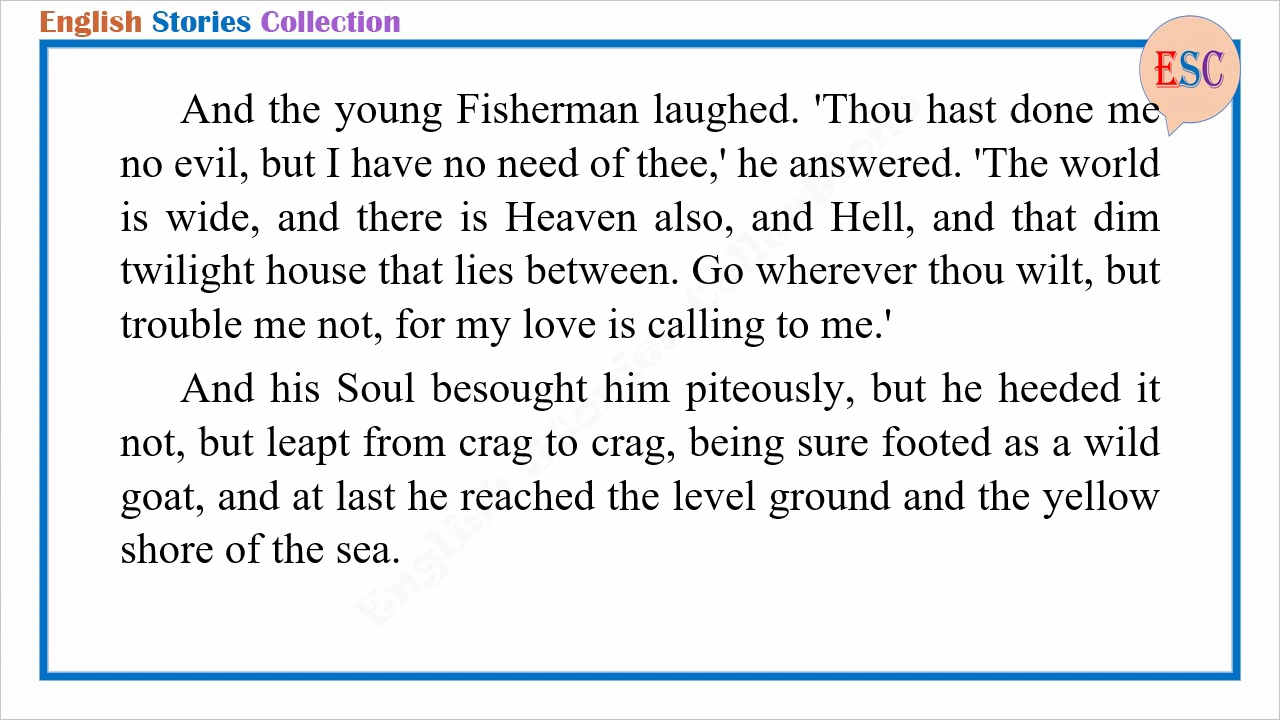 English Stories Collection
ESC
And the young Fisherman laughed. 'Thou hast done me
no evil, but I have no need of thee,' he answered. 'The world
is wide, and there is Heaven also, and Hell, and that dim
twilight house that lies between. Go wherever thou wilt, but
trouble me not, for my love is calling to me.'
And his Soul besought him piteously, but he heeded it
not, but leapt from crag to crag, being sure footed as a wild
goat, and at last he reached the level ground and the yellow
shore of the sea.
English Stories Collections